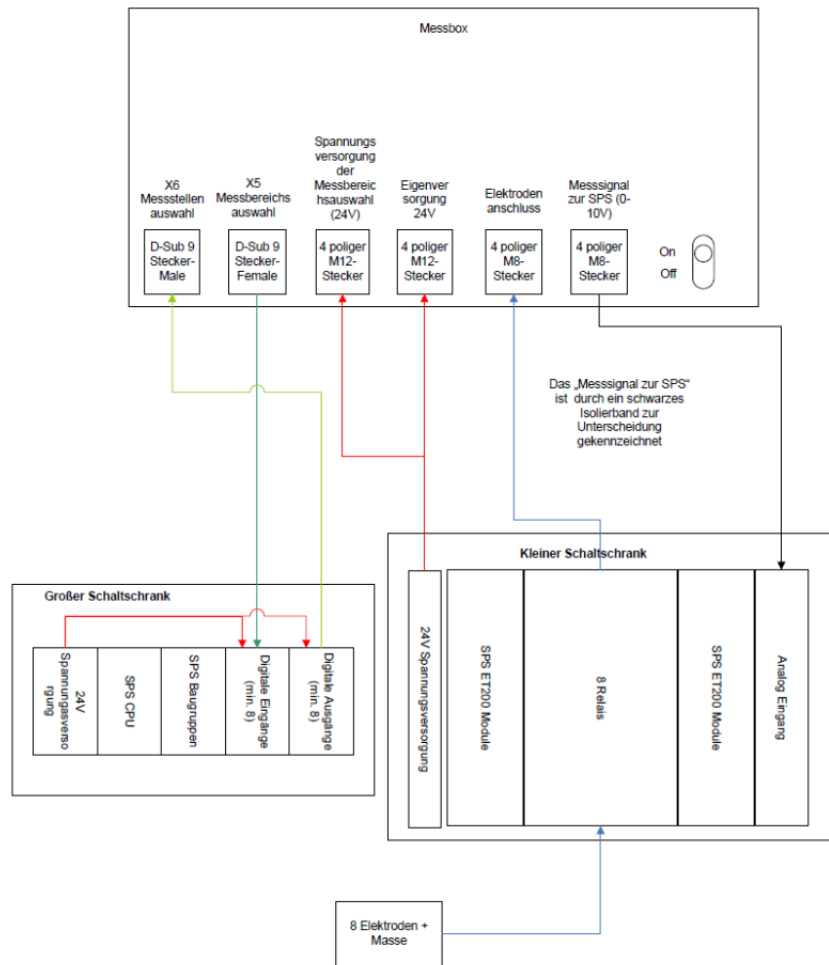 Messbox
X6
Messstellen
auswahl
X5
Messbereichs
auswahl
Spannungs
versorgung
der
Messbereic
hsauswahl
(24V)
Eigenver
sorgung
24V
Elektroden
anschluss
Messsignal
zur SPS (0-
10V)
D-Sub 9
Stecker-
Male
D-Sub 9
Stecker-
Female
4 poliger
M12-
Stecker
4 poliger
M12-
Stecker
4 poliger
M8-
Stecker
4 poliger
M8-
Stecker
On
Off
Das „Messsignal zur SPS“
ist durch ein schwarzes
Isolierband zur
Unterscheidung
gekennzeichnet
Großer Schaltschrank
24V
Spannungasverso
rgung
SPS CPU
SPS Baugruppen
Digitale Eingänge
(min. 8)
Digitale Ausgänge
(min. 8)
Kleiner Schaltschrank
24V Spannungsversorgung
SPS ET200 Module
8 Relais
SPS ET200 Module
Analog Eingang
8 Elektroden +
Masse